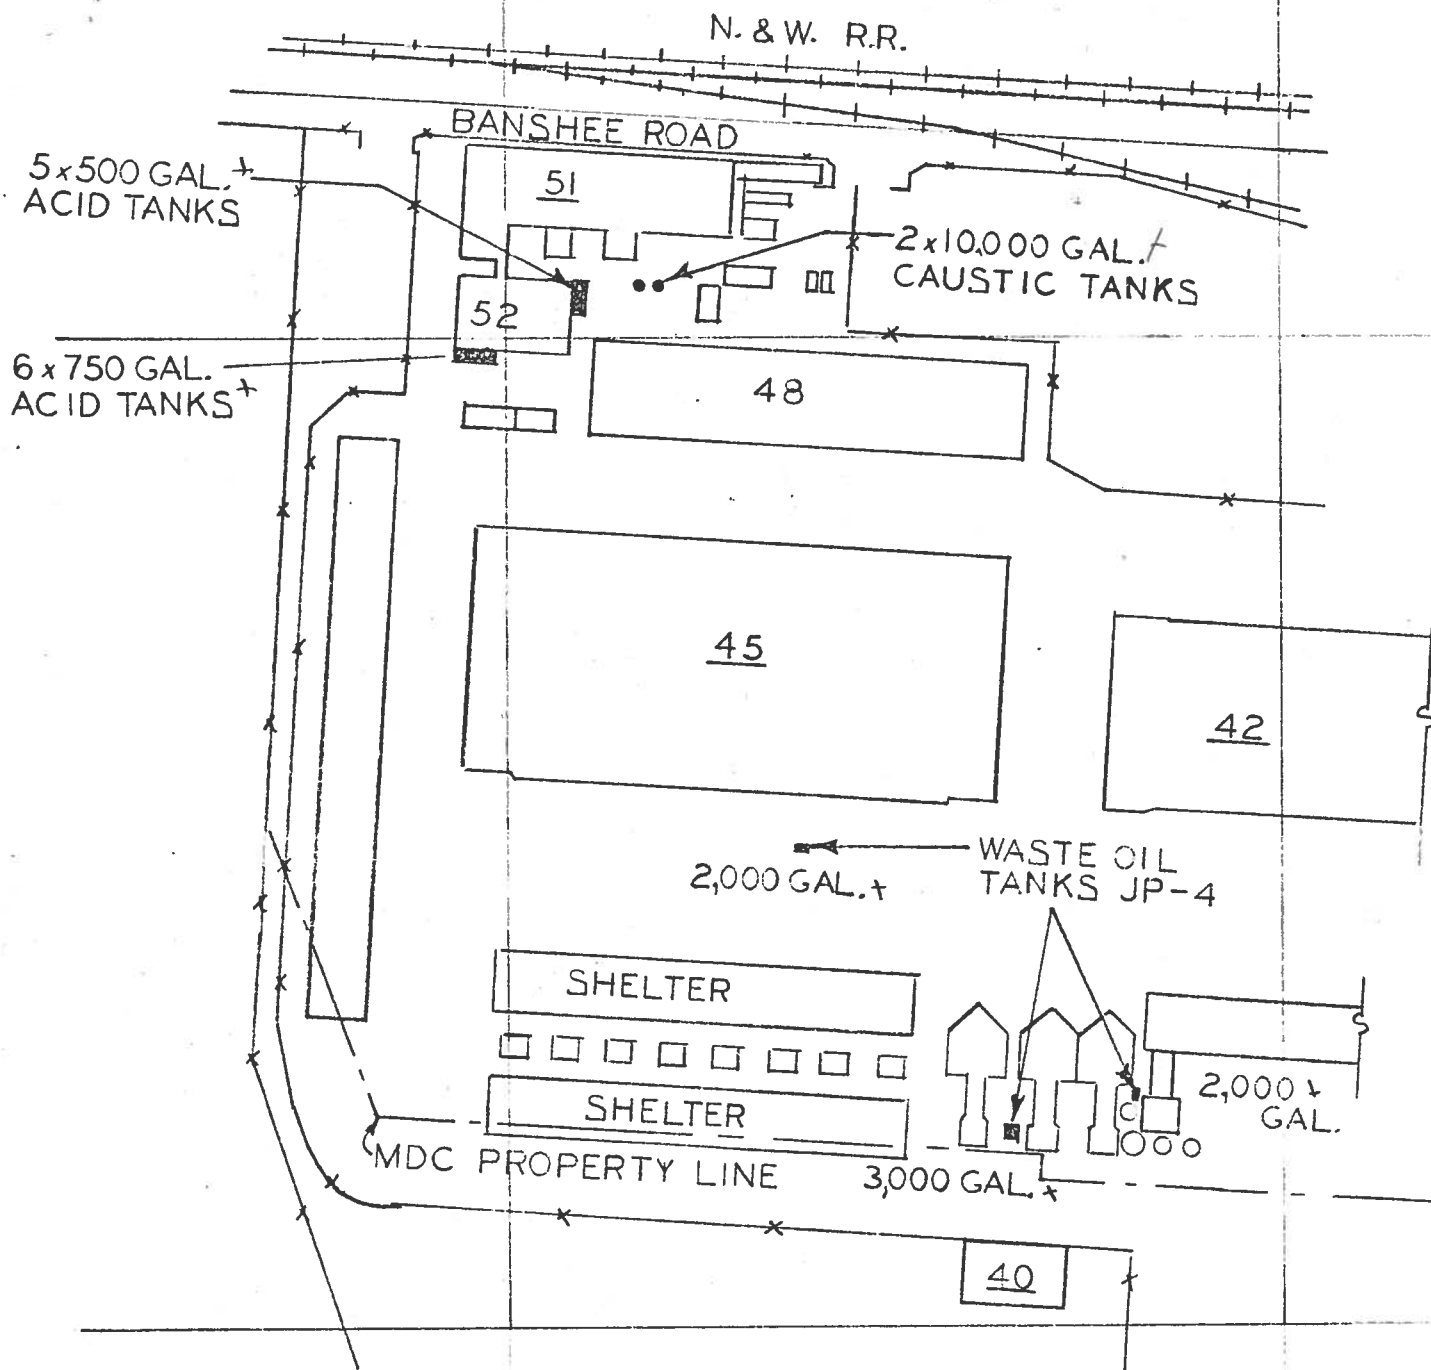 N. & W. R.R.
BANSHEE ROAD
5x500 GAL.+
ACID TANKS
51
2x10,000 GAL.+
CAUSTIC TANKS
52
6x750 GAL.
ACID TANKS+
48
45
42
WASTE OIL
TANKS JP-4
2,000 GAL.+
SHELTER
2,000+
GAL.
SHELTER
C
MDC PROPERTY LINE
3,000 GAL.+
40